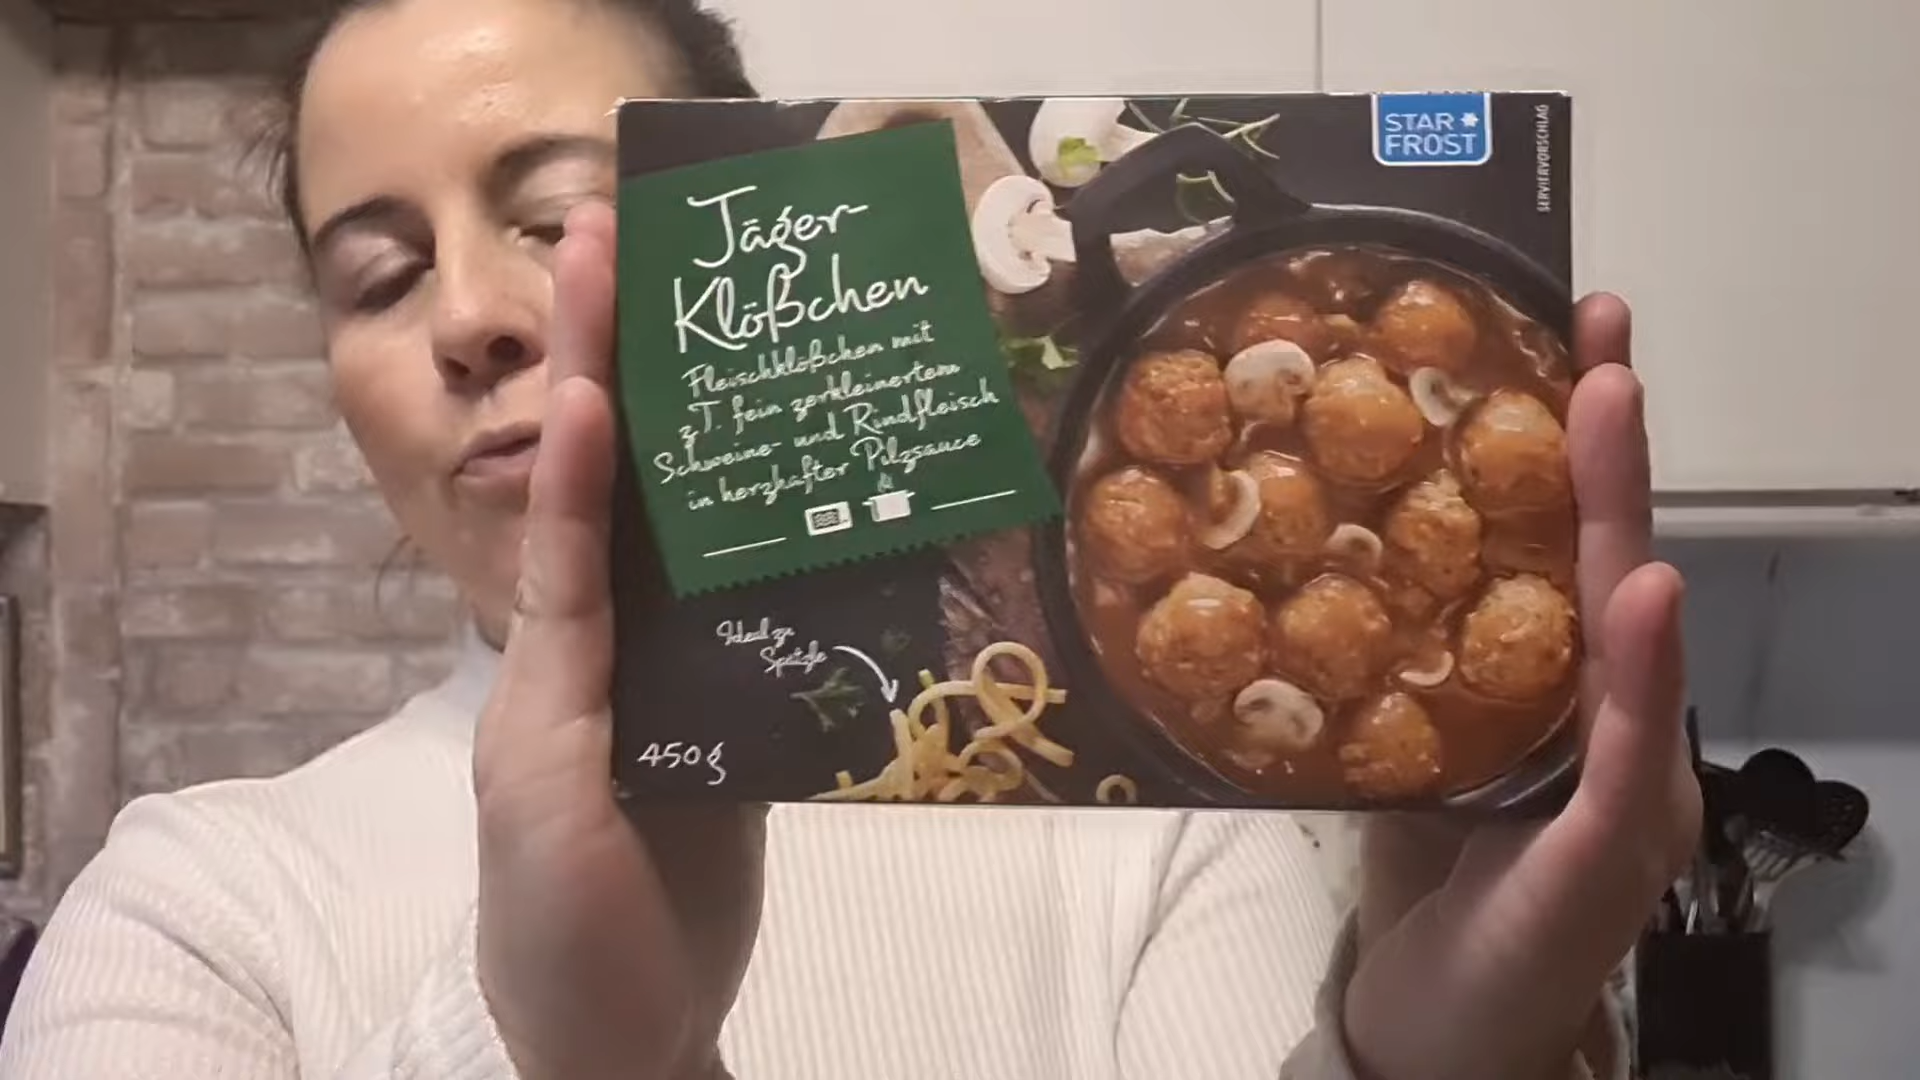 STAR
FROST
SERVIERVORSCHLAG
Jäger-
Klößchen
Fleischklößchen mit
z.T. fein zerkleinertem
Schweine- und Rindfleisch
in herzhafter Pilzsauce
&
Ideal zu
Spätzle
450g